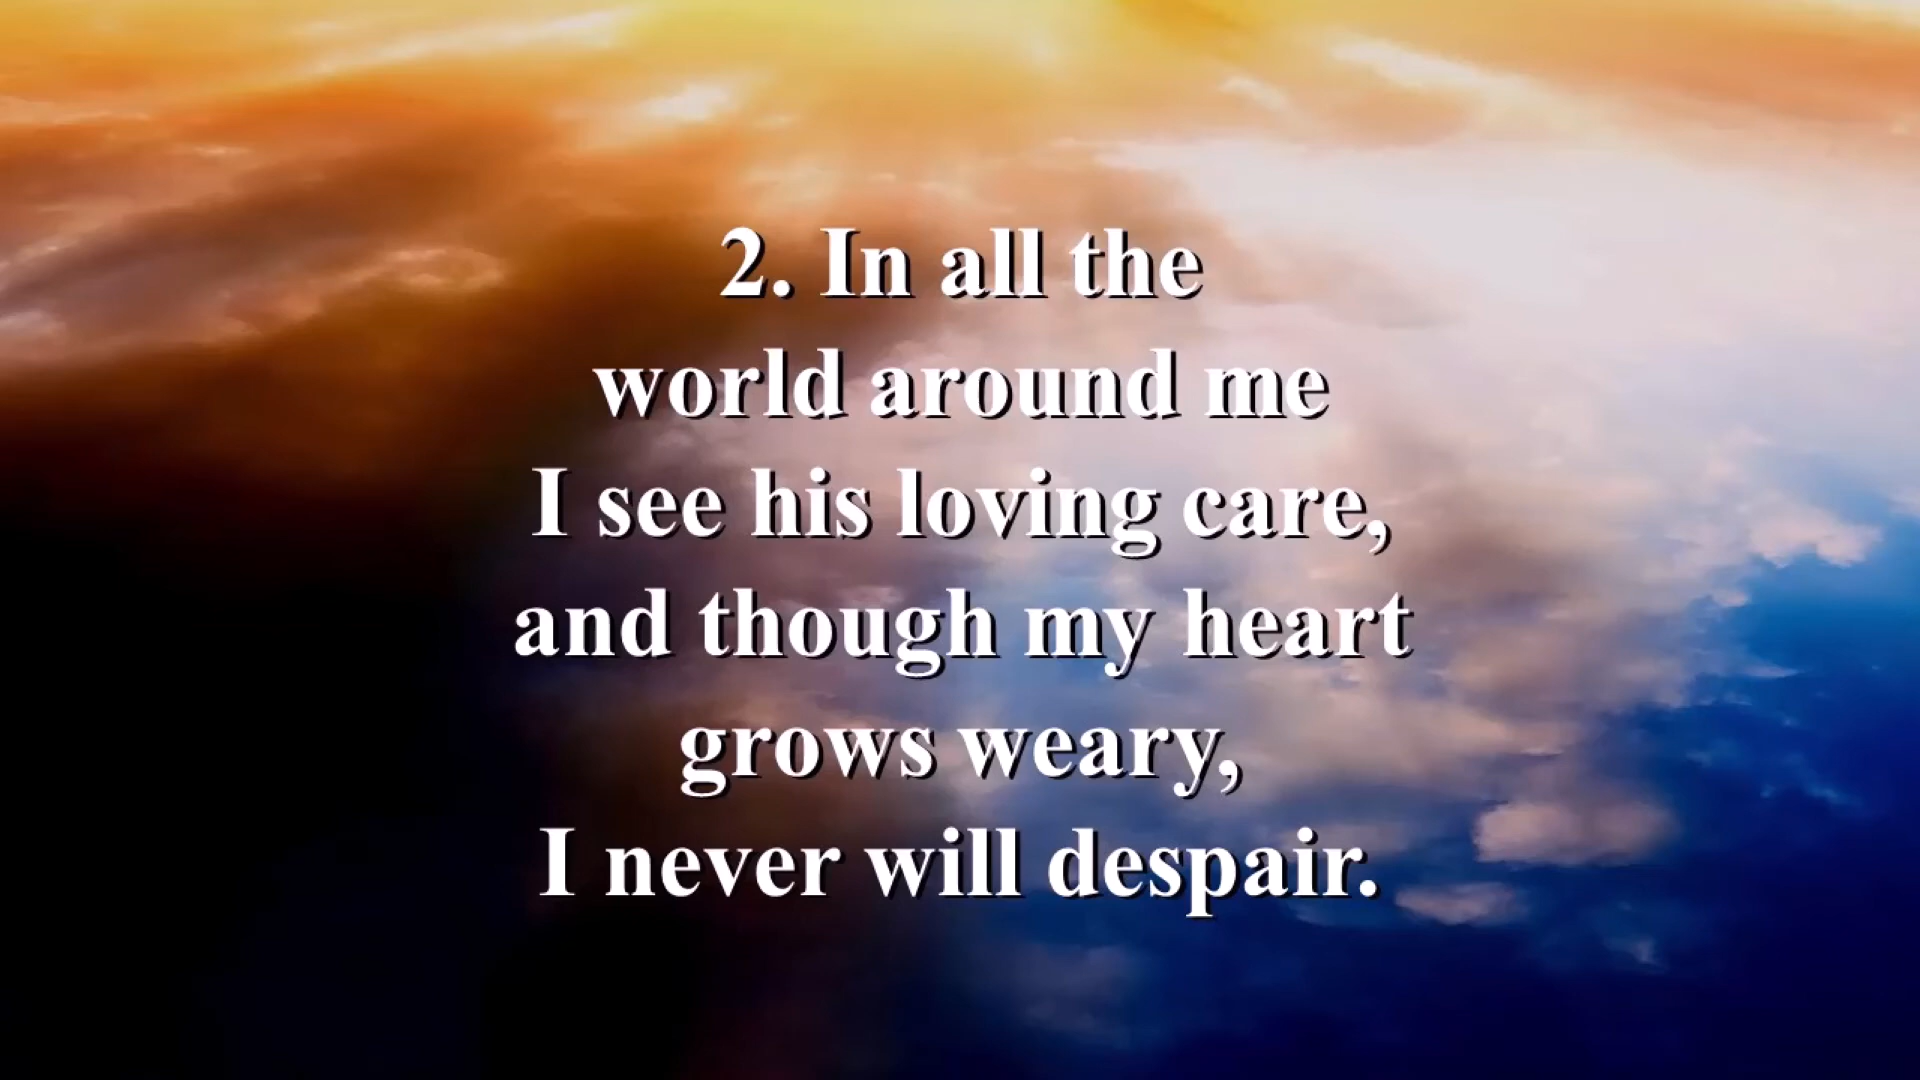 2. In all the
world around me
I see his loving care,
and though my heart
grows weary,
I never will despair.